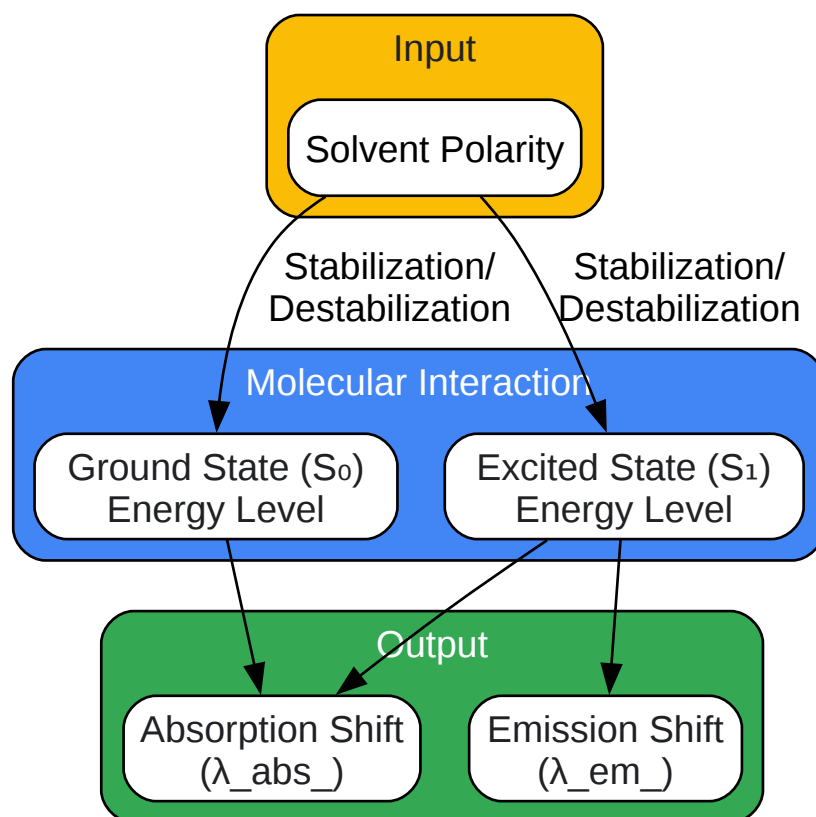 Input
Solvent Polarity
Stabilization/
Destabilization
Stabilization/
Destabilization
Molecular Interaction
Ground State (S₀)
Energy Level
Excited State (S₁)
Energy Level
Output
Absorption Shift
(λ_abs_)
Emission Shift
(λ_em_)